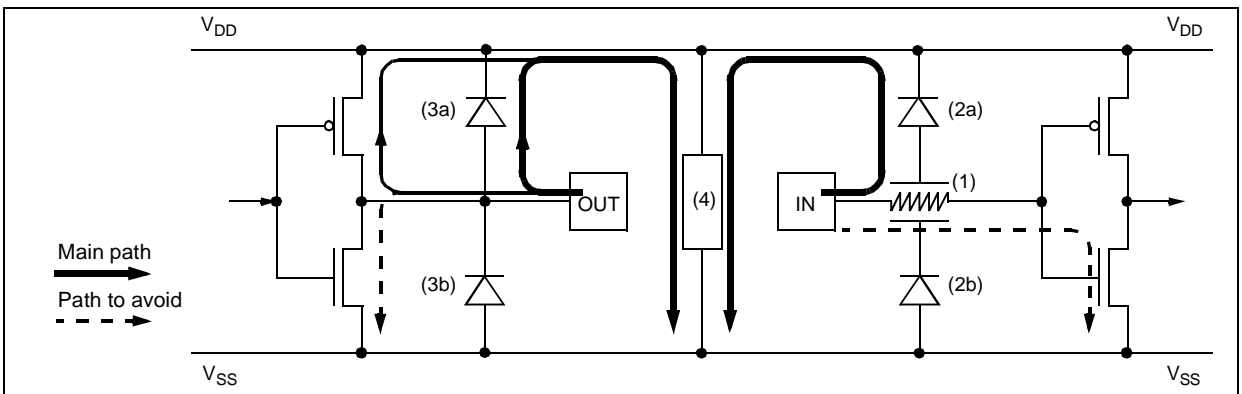 VDD
VDD
(3a)
(2a)
(1)
OUT
(4)
IN
Main path
(3b)
(2b)
Path to avoid
VSS
VSS